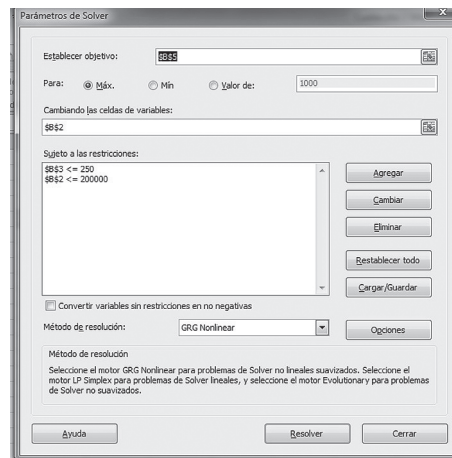 Parámetros de Solver
Establecer objetivo:
$B$5
Para:
Máx.
Mín
Valor de:
1000
Cambiando las celdas de variables:
$B$2
Sujeto a las restricciones:
$B$3 <= 250
$B$2 <= 200000
Agregar
Cambiar
Eliminar
Restablecer todo
Cargar/Guardar
Convertir variables sin restricciones en no negativas
Método de resolución:
GRG Nonlinear
Opciones
Método de resolución
Seleccione el motor GRG Nonlinear para problemas de Solver no lineales suavizados. Seleccione el
motor LP Simplex para problemas de Solver lineales, y seleccione el motor Evolutionary para problemas
de Solver no suavizados.
Ayuda
Resolver
Cerrar